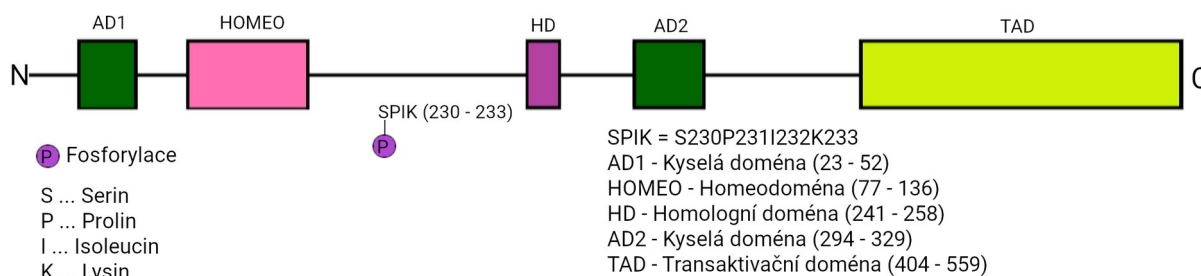 AD1 HOMEO HD AD2 TAD
N C
SPIK (230 - 233)
P
P Fosforylace
S ... Serin
P ... Prolin
I ... Isoleucin
K ... Lysin
SPIK = S230P231I232K233
AD1 - Kyselá doména (23 - 52)
HOMEO - Homeodoména (77 - 136)
HD - Homologní doména (241 - 258)
AD2 - Kyselá doména (294 - 329)
TAD - Transaktivační doména (404 - 559)